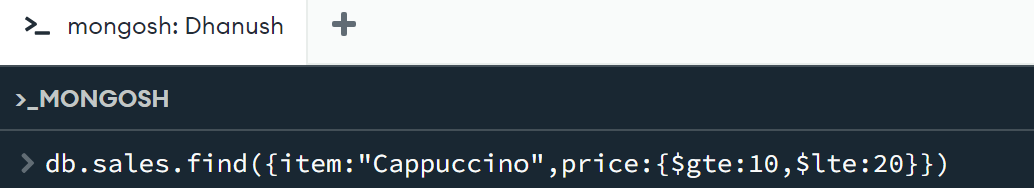 >_ mongosh: Dhanush +
>_MONGOSH
> db.sales.find({item:"Cappuccino",price:{$gte:10,$lte:20}})